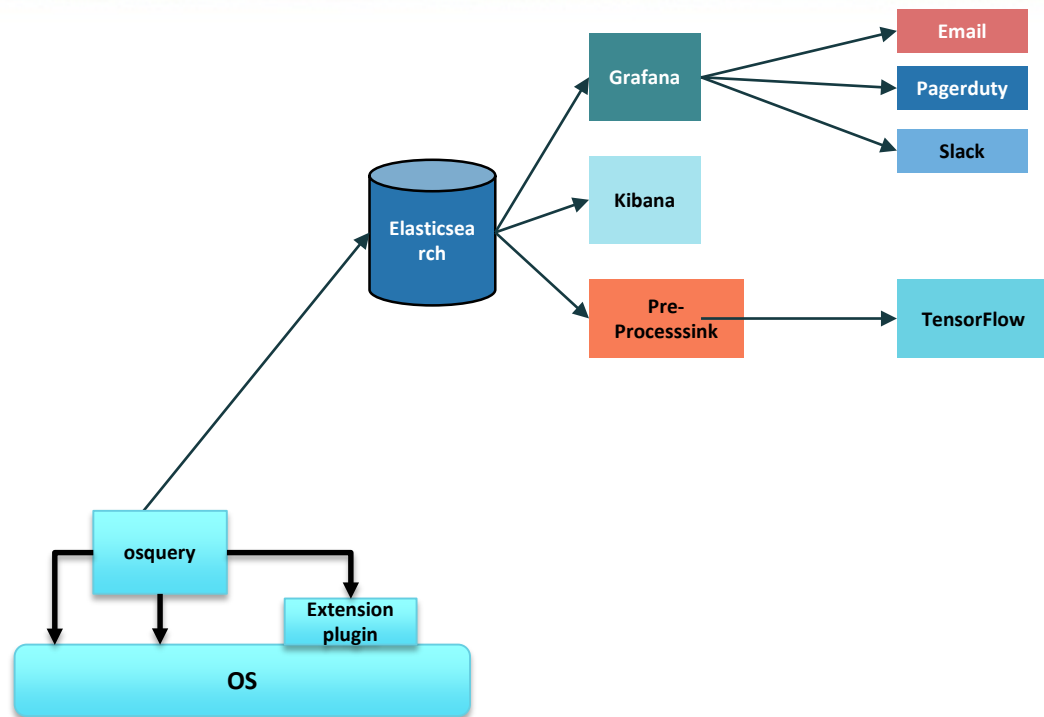 Email
Grafana
Pagerduty
Slack
Kibana
Elasticsea
rch
Pre-
Processsink
TensorFlow
osquery
Extension
plugin
OS